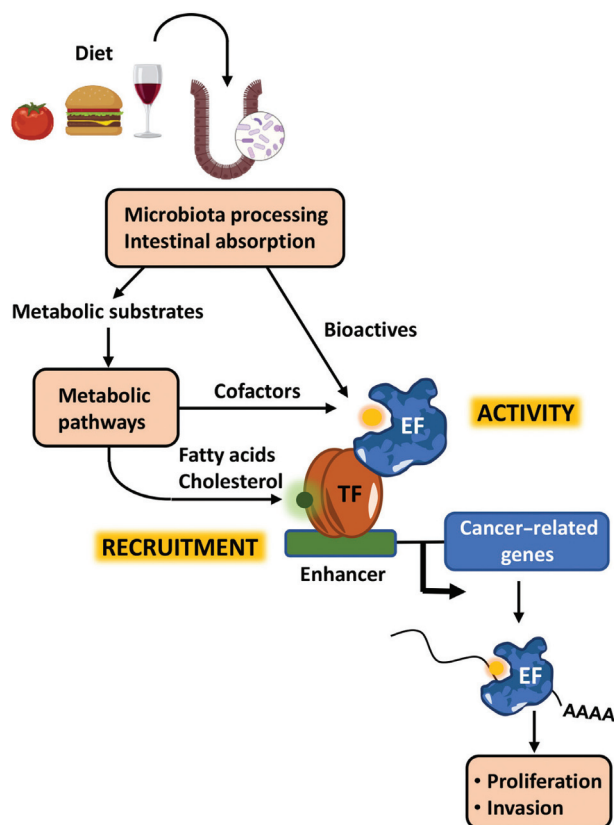 Diet
Microbiota processing
Intestinal absorption
Metabolic substrates
Bioactives
Metabolic
pathways
Cofactors
EF
ACTIVITY
Fatty acids
Cholesterol
TF
RECRUITMENT
Enhancer
Cancer–related
genes
EF
AAAA
• Proliferation
• Invasion